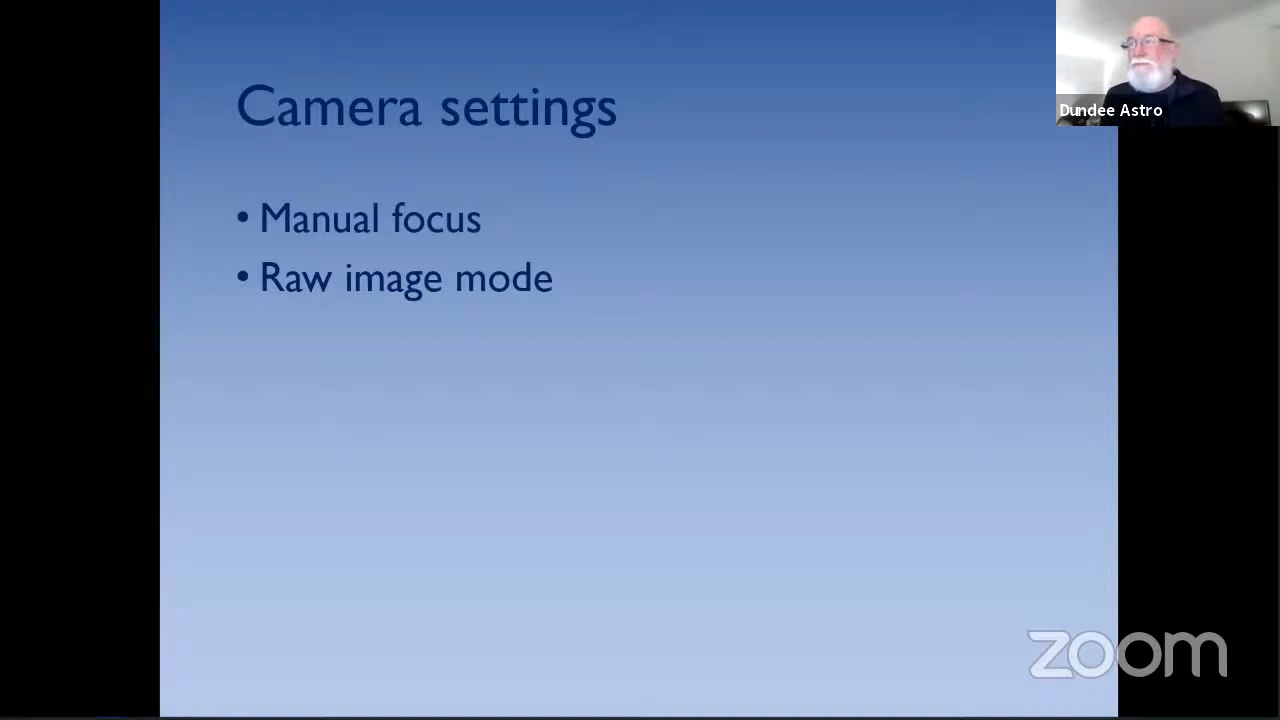 Camera settings
• Manual focus
• Raw image mode
Dundee Astro
zoom